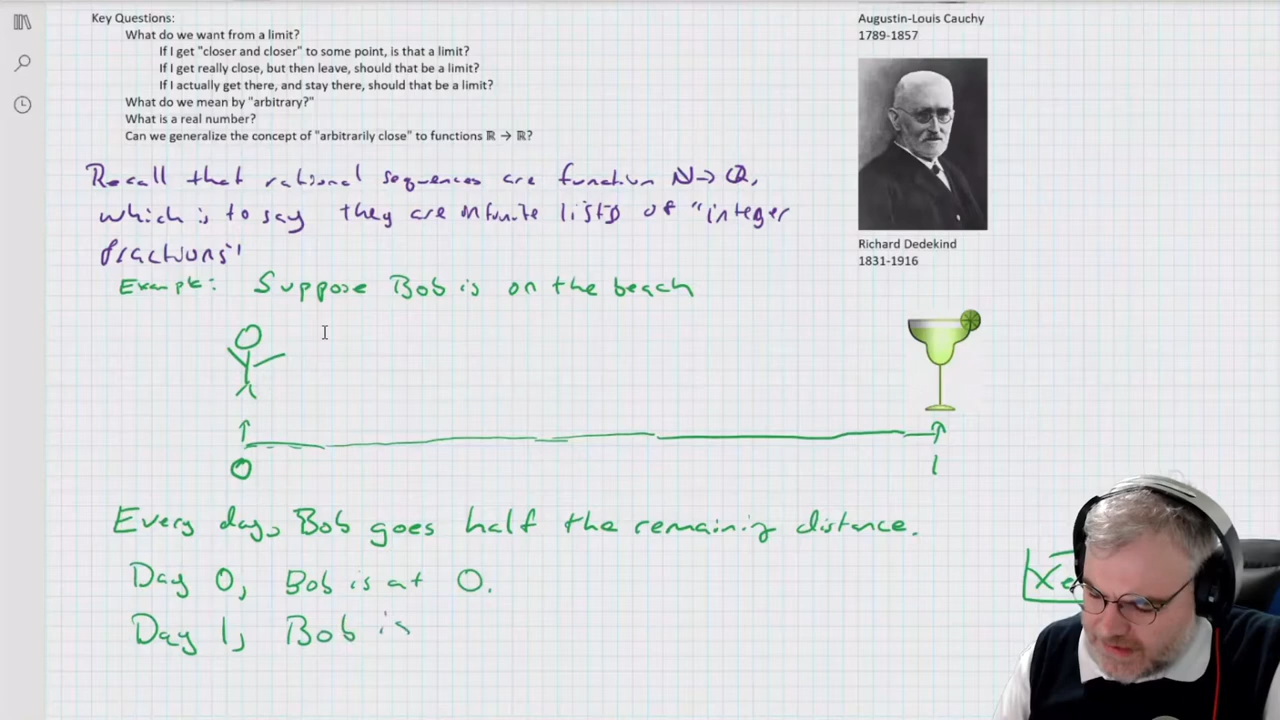 Key Questions:
What do we want from a limit?
If I get "closer and closer" to some point, is that a limit?
If I get really close, but then leave, should that be a limit?
If I actually get there, and stay there, should that be a limit?
What do we mean by "arbitrary?"
What is a real number?
Can we generalize the concept of "arbitrarily close" to functions ℝ → ℝ?
Augustin-Louis Cauchy
1789-1857
Richard Dedekind
1831-1916
Recall that rational sequences are function ℕ→ℚ,
which is to say they are infinite lists of "integer
fractions"
Example: Suppose Bob is on the beach
0
1
Every day, Bob goes half the remaining distance.
Day 0, Bob is at 0.
Day 1, Bob is